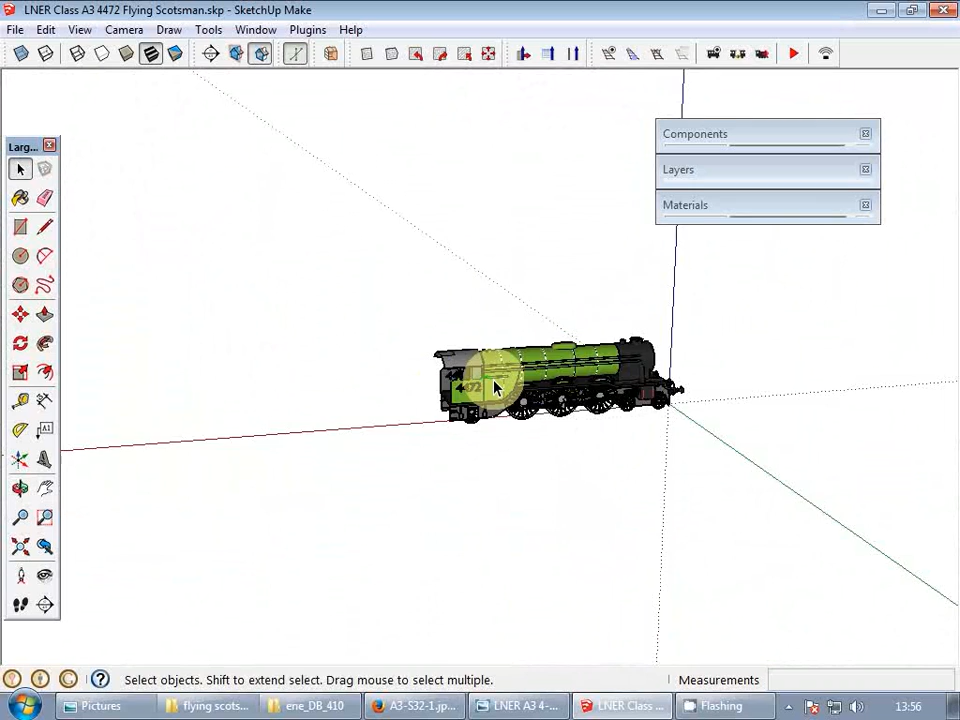 LNER Class A3 4472 Flying Scotsman.skp - SketchUp Make
File Edit View Camera Draw Tools Window Plugins Help
Larg...
Components
Layers
Materials
4472
A1
Select objects. Shift to extend select. Drag mouse to select multiple.
Measurements
Pictures
flying scots...
ene_DB_410
A3-S32-1.jp...
LNER A3 4-...
LNER Class ...
Flashing
13:56